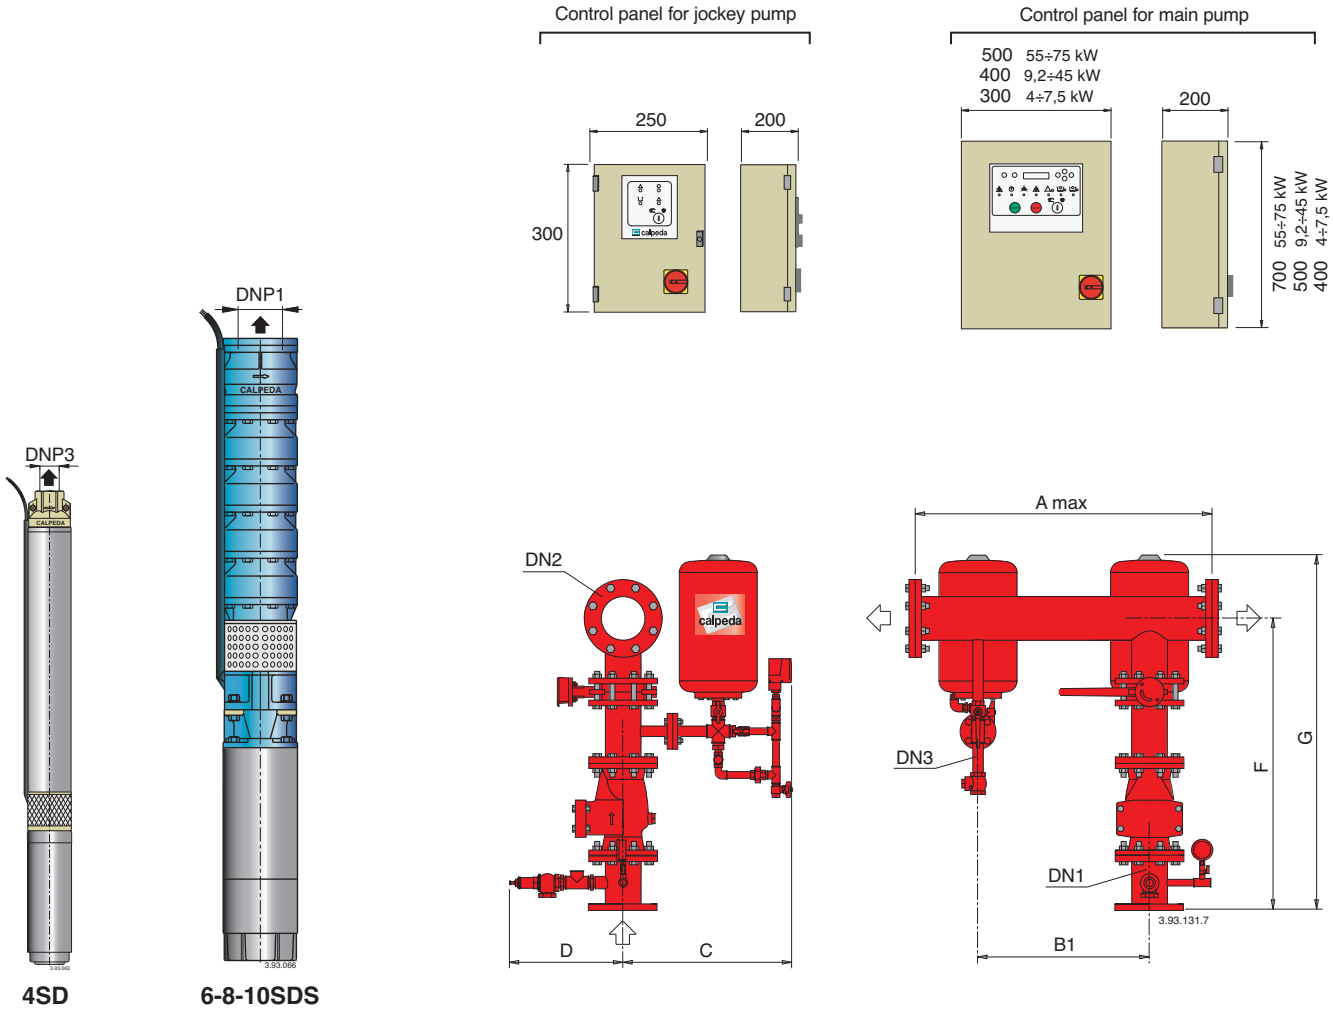 Control panel for jockey pump
Control panel for main pump
500 55÷75 kW
400 9,2÷45 kW
300 4÷7,5 kW
250
200
200
300
calpeda
700 55÷75 kW
500 9,2÷45 kW
400 4÷7,5 kW
DNP1
CALPEDA
DNP3
CALPEDA
A max
DN2
calpeda
DN3
G
F
DN1
3.93.131.7
B1
D
C
3.93.063
3.93.066
4SD
6-8-10SDS